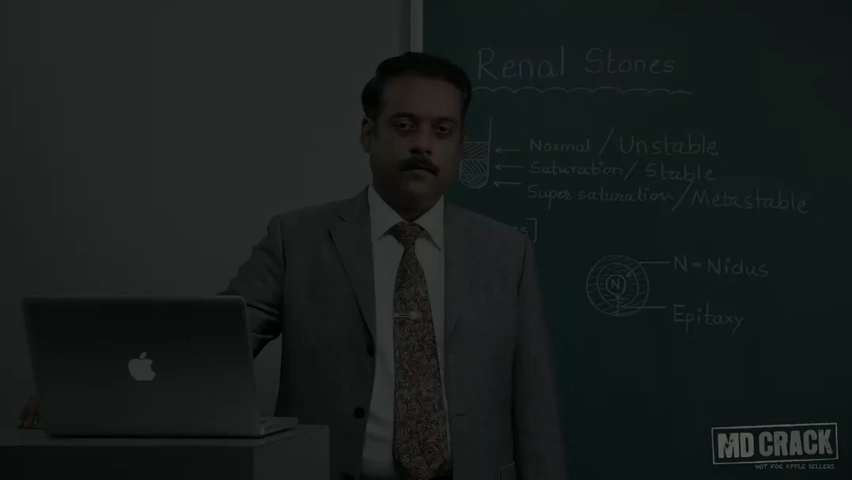 Renal Stones
Normal / Unstable
Saturation / Stable
Super saturation / Metastable
s]
N = Nidus
N
Epitaxy
MD CRACK
NOT FOR APPLE SELLERS